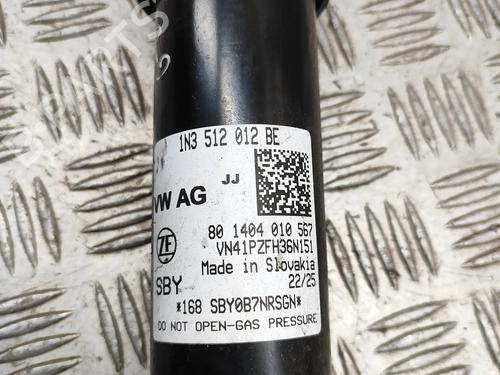 1N3 512 012 BE
JJ
VW AG
80 1404 010 567
VN41PZFH36N151
ZF
Made in Slovakia
SBY
22/25
*168 SBY0B7NRSGN*
DO NOT OPEN-GAS PRESSURE